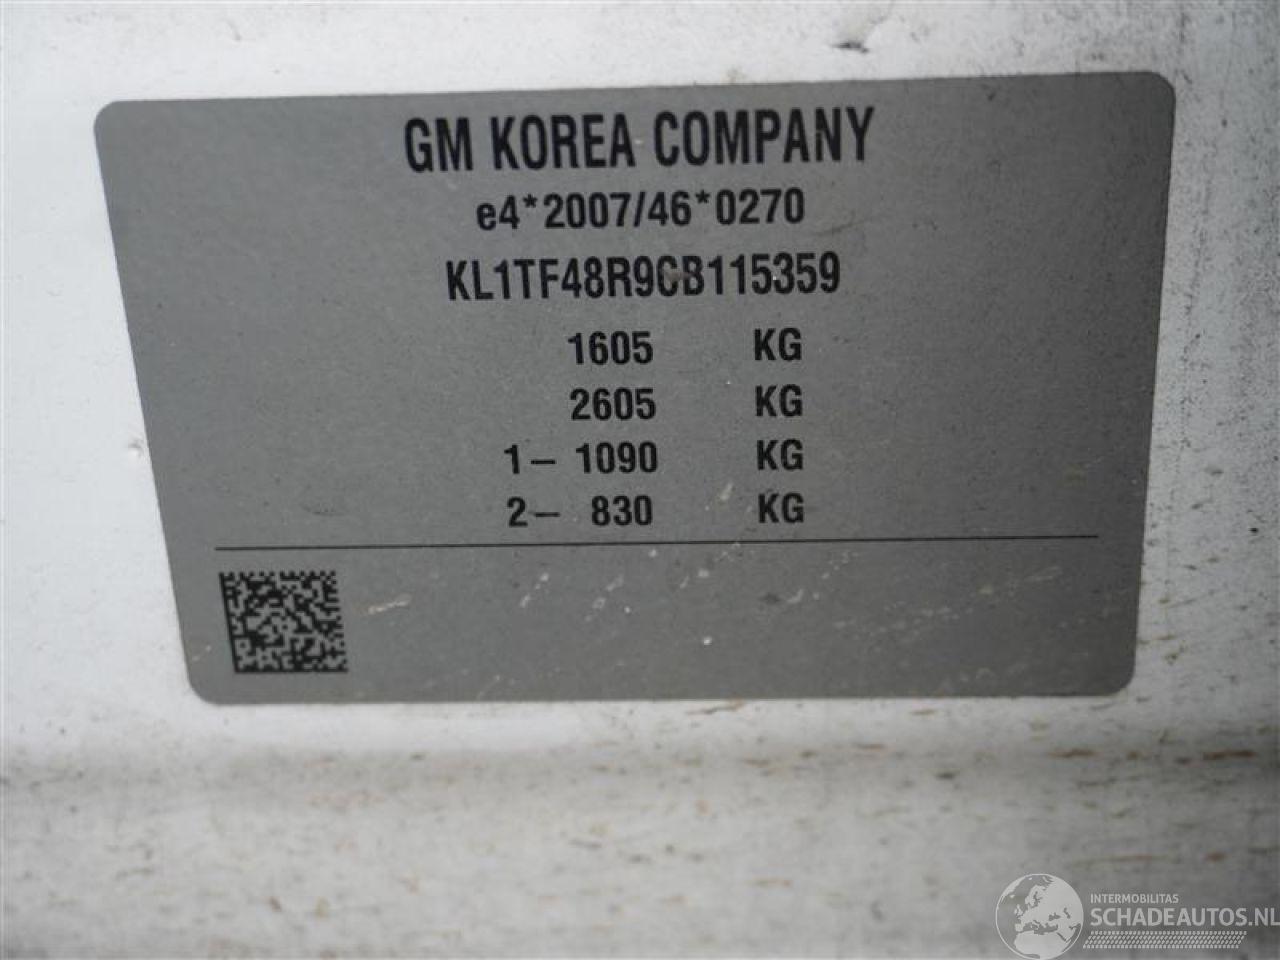 GM KOREA COMPANY
e4*2007/46*0270
KL1TF48R9CB115359
1605 KG
2605 KG
1– 1090 KG
2– 830 KG
INTERMOBILITAS
SCHADEAUTOS.NL